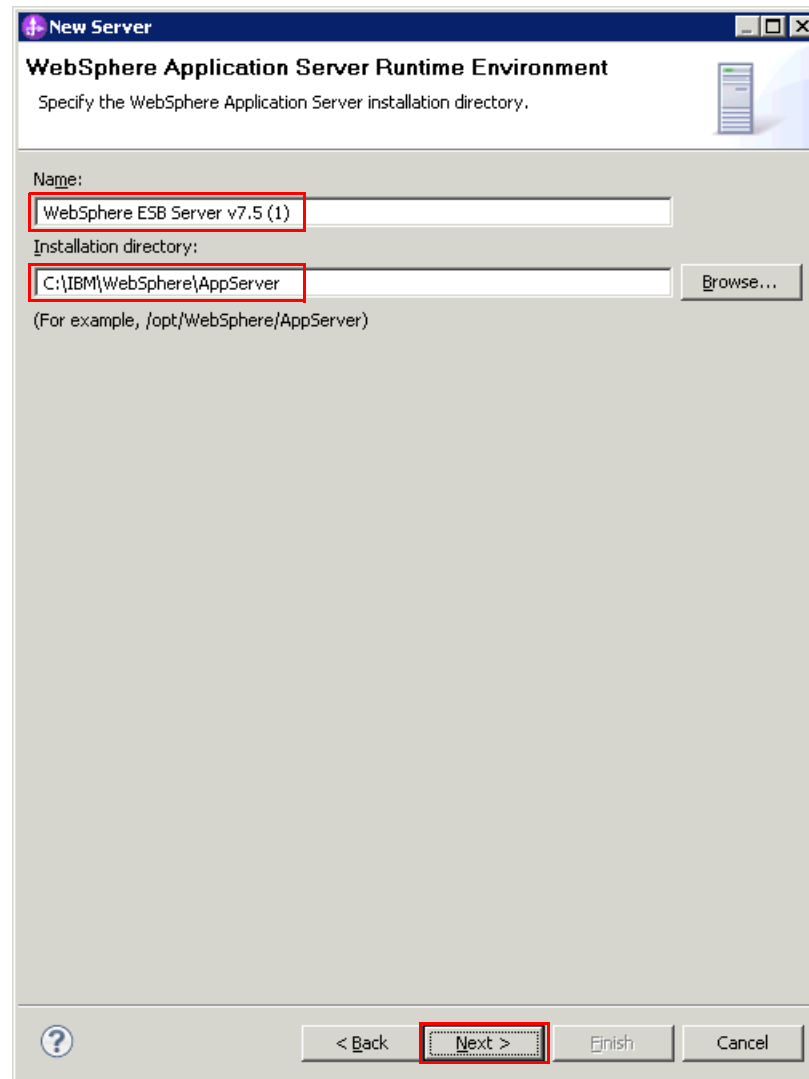 New Server
WebSphere Application Server Runtime Environment
Specify the WebSphere Application Server installation directory.
Name:
WebSphere ESB Server v7.5 (1)
Installation directory:
C:\IBM\WebSphere\AppServer
Browse...
(For example, /opt/WebSphere/AppServer)
?
< Back
Next >
Finish
Cancel